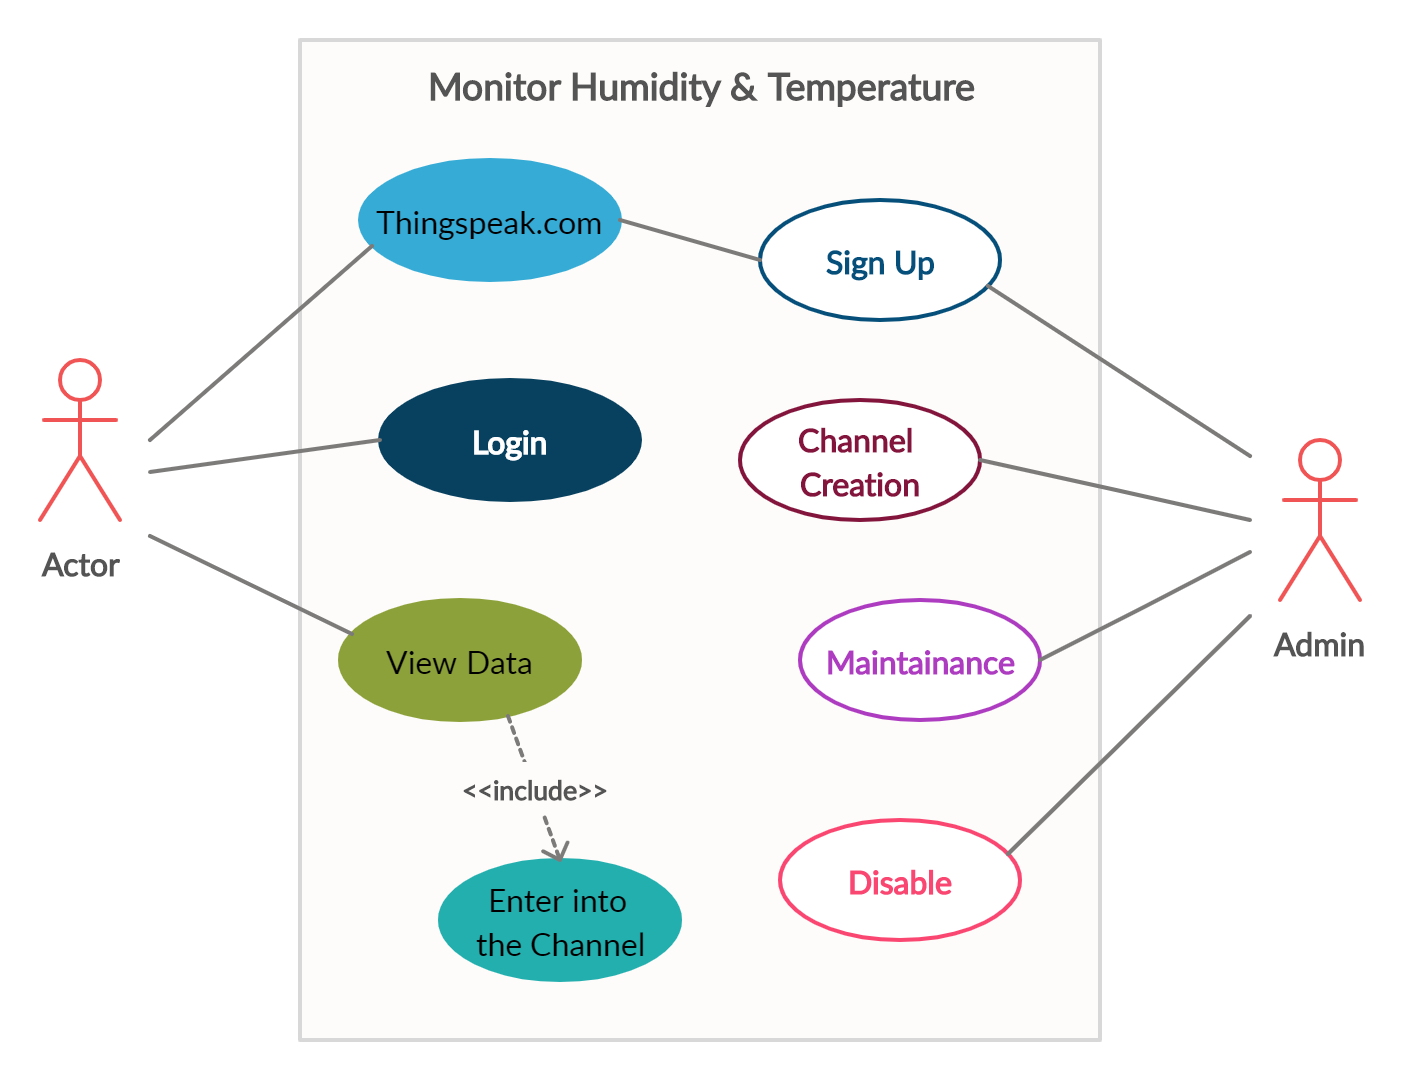 Monitor Humidity & Temperature
Thingspeak.com
Sign Up
Login
Channel
Creation
Actor
Admin
View Data
Maintainance
<<include>>
Enter into
the Channel
Disable